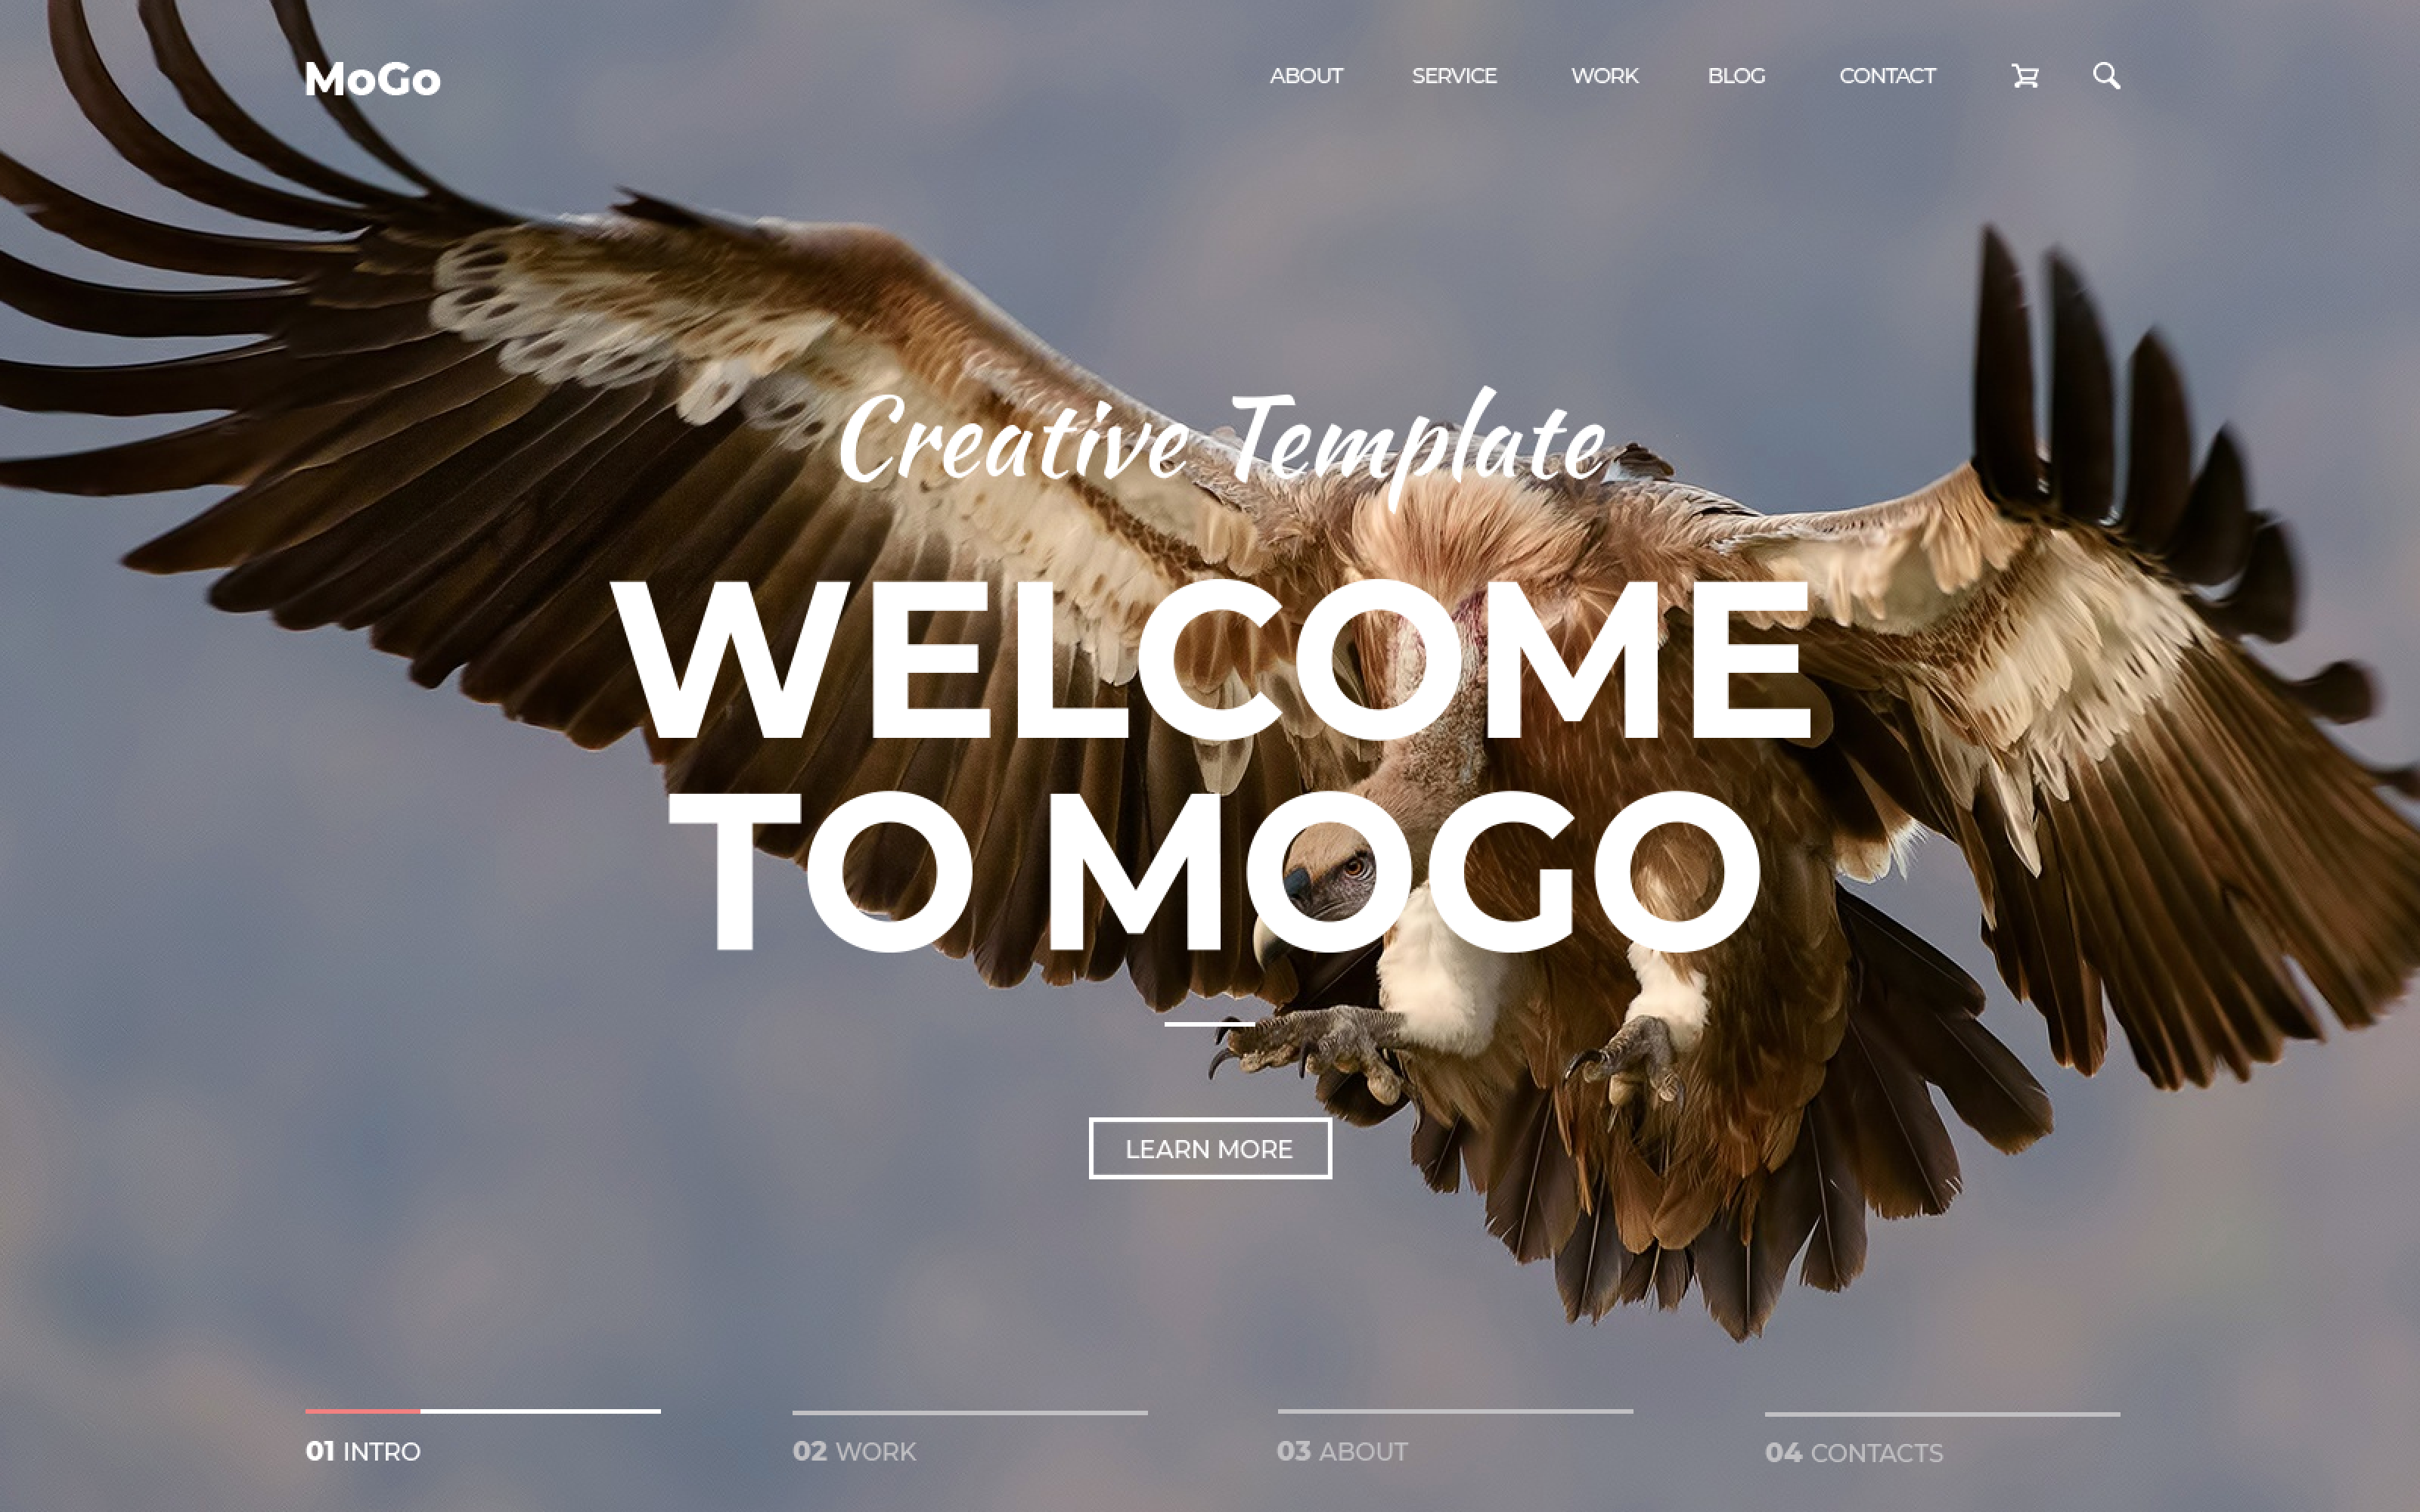 MoGo
ABOUT SERVICE WORK BLOG CONTACT
Creative Template
WELCOME
TO MOGO
LEARN MORE
01 INTRO 02 WORK 03 ABOUT 04 CONTACTS